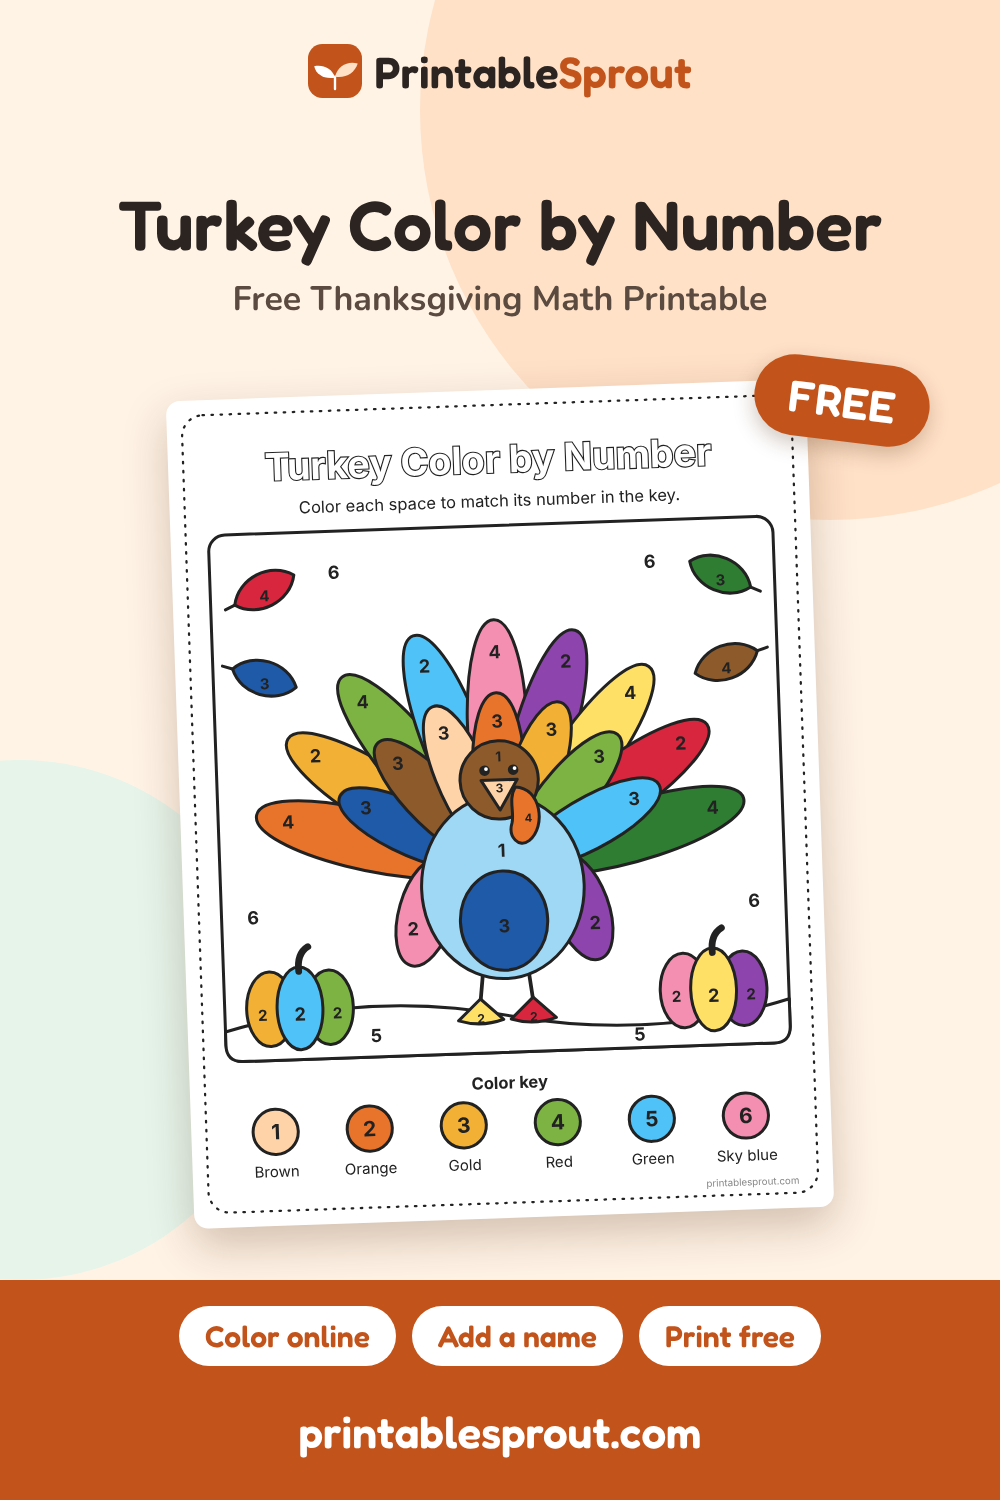 PrintableSprout
Turkey Color by Number
Free Thanksgiving Math Printable
FREE
Turkey Color by Number
Color each space to match its number in the key.
4 6 6 3
3 4
4 2 4 2 4
2 3 3 3 3 3 2
4 3 1 3 3 4
4
1
2 3 2
6 6
2 2 2 2 2 2
2 2
5 5
Color key
1 2 3 4 5 6
Brown Orange Gold Red Green Sky blue
printablesprout.com
Color online Add a name Print free
printablesprout.com